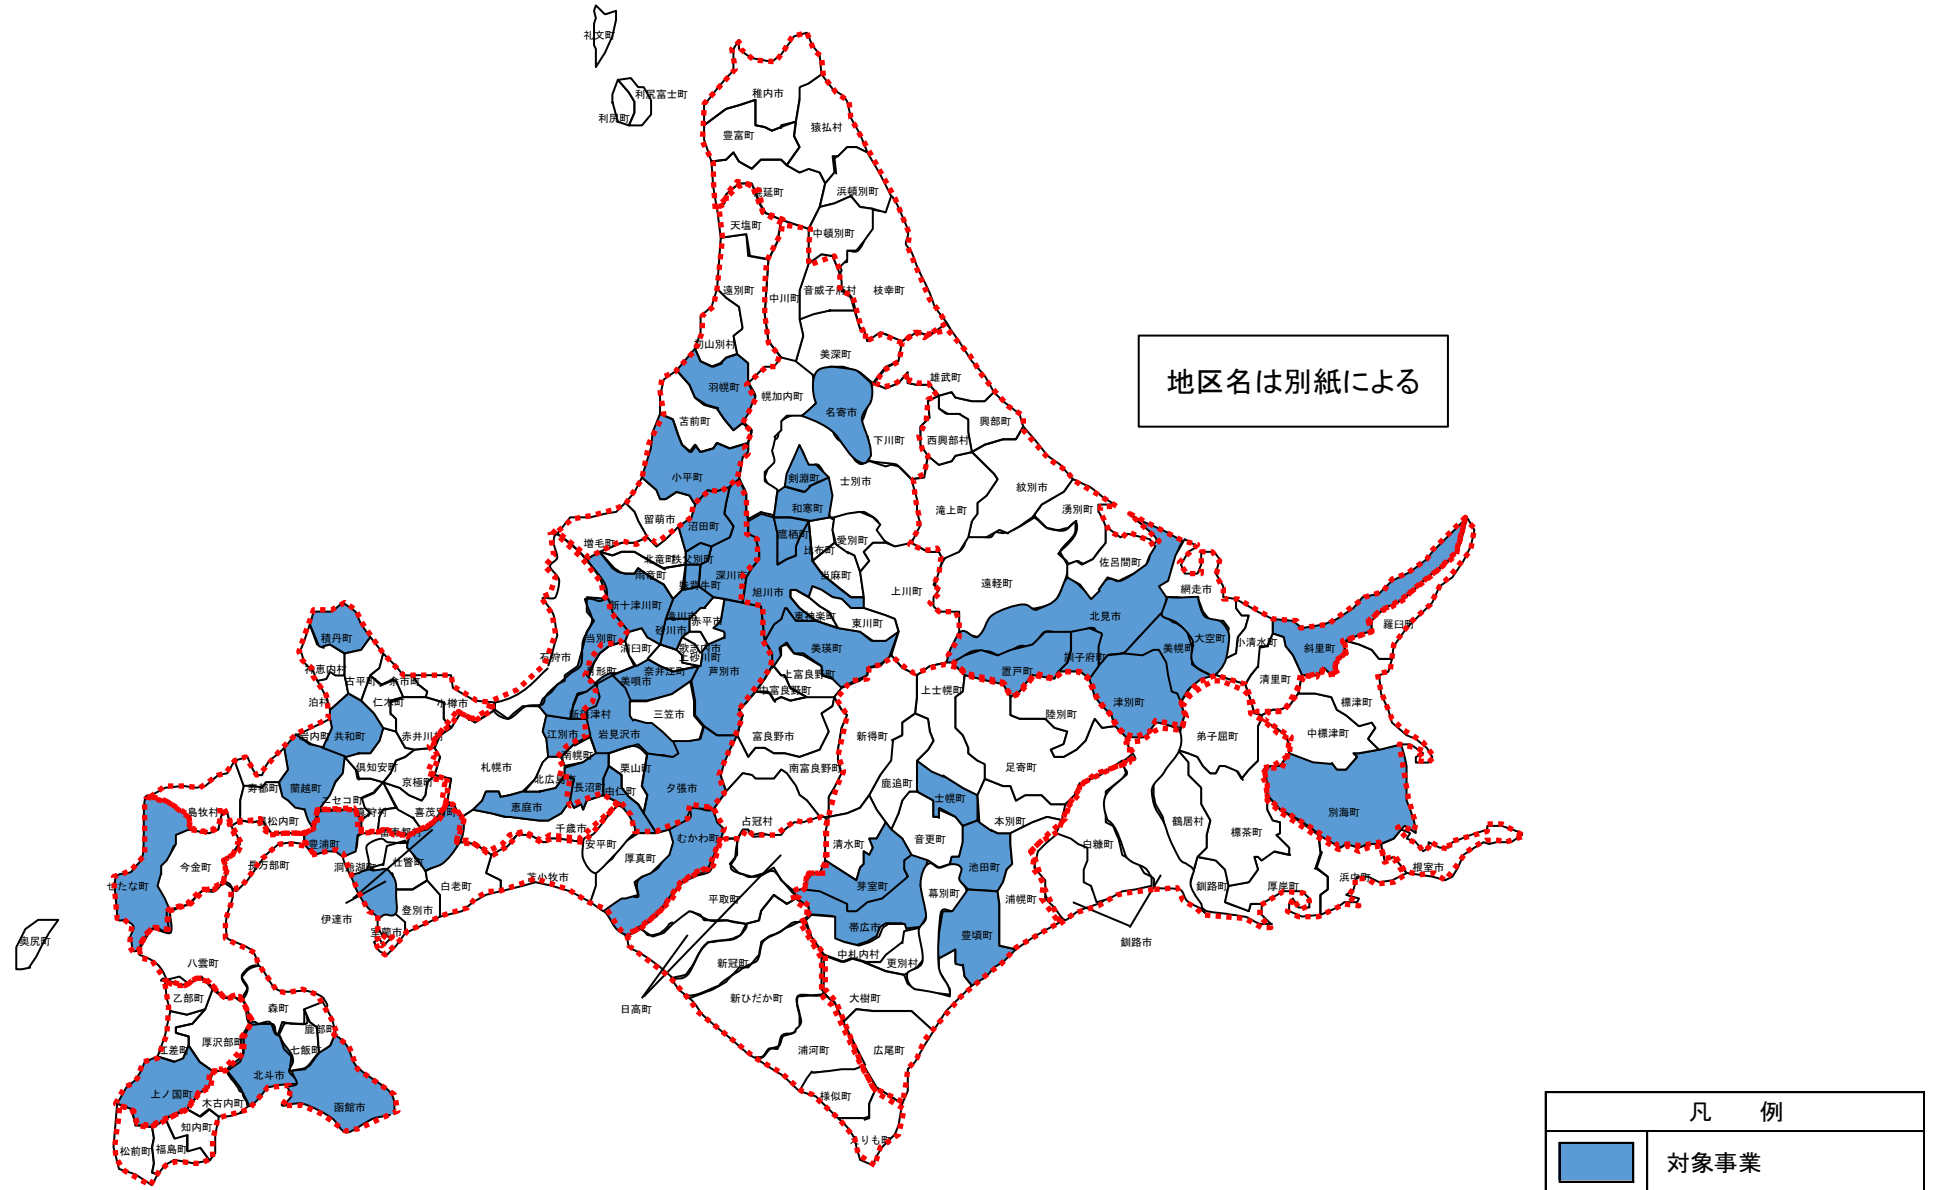 礼文町
利尻富士町
利尻町
稚内市
猿払村
豊富町
幌延町
浜頓別町
天塩町
中頓別町
遠別町
中川町
音威子府村
枝幸町
初山別村
美深町
地区名は別紙による
羽幌町
幌加内町
雄武町
苫前町
名寄市
下川町
興部町
西興部村
小平町
剣淵町
士別市
紋別市
和寒町
滝上町
湧別町
留萌市
沼田町
鷹栖町
愛別町
増毛町
比布町
北竜町
秩父別町
佐呂間町
雨竜町
妹背牛町
深川市
旭川市
当麻町
上川町
遠軽町
網走市
新十津川町
滝川市
赤平市
東神楽町
東川町
北見市
羅臼町
積丹町
当別町
砂川市
浦臼町
歌志内市
上砂川町
美瑛町
訓子府町
美幌町
大空町
小清水町
斜里町
石狩市
神恵内村
古平町
余市町
月形町
奈井江町
美唄市
芦別市
上富良野町
中富良野町
置戸町
清里町
泊村
仁木町
小樽市
新篠津村
三笠市
上士幌町
陸別町
津別町
標津町
岩内町
共和町
赤井川村
江別市
岩見沢市
富良野市
新得町
弟子屈町
中標津町
札幌市
南幌町
栗山町
南富良野町
足寄町
倶知安町
京極町
北広島市
長沼町
由仁町
夕張市
鹿追町
寿都町
蘭越町
ニセコ町
真狩村
喜茂別町
恵庭市
士幌町
別海町
島牧村
黒松内町
留寿都村
千歳市
占冠村
本別町
鶴居村
標茶町
豊浦町
安平町
厚真町
むかわ町
清水町
音更町
白糠町
今金町
長万部町
洞爺湖町
壮瞥町
池田町
根室市
せたな町
白老町
苫小牧市
芽室町
幕別町
浦幌町
釧路町
厚岸町
浜中町
伊達市
登別市
平取町
室蘭市
帯広市
豊頃町
釧路市
奥尻町
八雲町
新冠町
中札内村
更別村
乙部町
新ひだか町
大樹町
日高町
森町
鹿部町
江差町
厚沢部町
七飯町
浦河町
広尾町
上ノ国町
北斗市
木古内町
函館市
様似町
知内町
松前町
福島町
えりも町
凡　例
対象事業